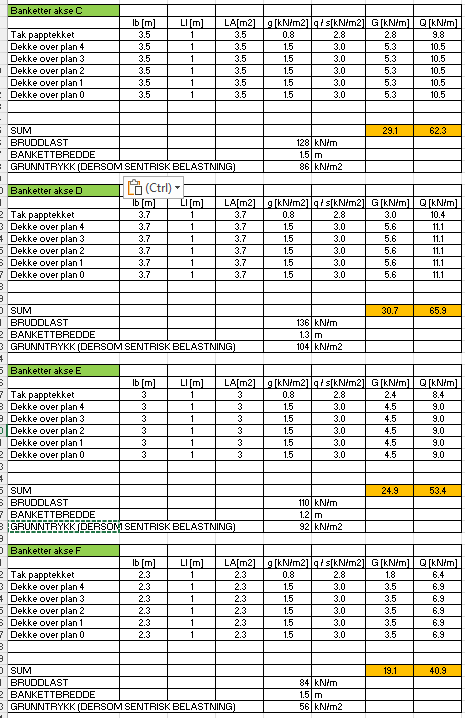 Banketter akse C
lb [m] Ll [m] LA[m2] g [kN/m2] q / s[kN/m2] G [kN/m] Q [kN/m]
Tak papptekket 3.5 1 3.5 0.8 2.8 2.8 9.8
Dekke over plan 4 3.5 1 3.5 1.5 3.0 5.3 10.5
Dekke over plan 3 3.5 1 3.5 1.5 3.0 5.3 10.5
Dekke over plan 2 3.5 1 3.5 1.5 3.0 5.3 10.5
Dekke over plan 1 3.5 1 3.5 1.5 3.0 5.3 10.5
Dekke over plan 0 3.5 1 3.5 1.5 3.0 5.3 10.5
SUM 29.1 62.3
BRUDDLAST 128 kN/m
BANKETTBREDDE 1.5 m
GRUNNTRYKK (DERSOM SENTRISK BELASTNING) 86 kN/m2
Banketter akse D
(Ctrl)
lb [m] Ll [m] LA[m2] g [kN/m2] q / s[kN/m2] G [kN/m] Q [kN/m]
Tak papptekket 3.7 1 3.7 0.8 2.8 3.0 10.4
Dekke over plan 4 3.7 1 3.7 1.5 3.0 5.6 11.1
Dekke over plan 3 3.7 1 3.7 1.5 3.0 5.6 11.1
Dekke over plan 2 3.7 1 3.7 1.5 3.0 5.6 11.1
Dekke over plan 1 3.7 1 3.7 1.5 3.0 5.6 11.1
Dekke over plan 0 3.7 1 3.7 1.5 3.0 5.6 11.1
SUM 30.7 65.9
BRUDDLAST 136 kN/m
BANKETTBREDDE 1.3 m
GRUNNTRYKK (DERSOM SENTRISK BELASTNING) 104 kN/m2
Banketter akse E
lb [m] Ll [m] LA[m2] g [kN/m2] q / s[kN/m2] G [kN/m] Q [kN/m]
Tak papptekket 3 1 3 0.8 2.8 2.4 8.4
Dekke over plan 4 3 1 3 1.5 3.0 4.5 9.0
Dekke over plan 3 3 1 3 1.5 3.0 4.5 9.0
Dekke over plan 2 3 1 3 1.5 3.0 4.5 9.0
Dekke over plan 1 3 1 3 1.5 3.0 4.5 9.0
Dekke over plan 0 3 1 3 1.5 3.0 4.5 9.0
SUM 24.9 53.4
BRUDDLAST 110 kN/m
BANKETTBREDDE 1.2 m
GRUNNTRYKK (DERSOM SENTRISK BELASTNING) 92 kN/m2
Banketter akse F
lb [m] Ll [m] LA[m2] g [kN/m2] q / s[kN/m2] G [kN/m] Q [kN/m]
Tak papptekket 2.3 1 2.3 0.8 2.8 1.8 6.4
Dekke over plan 4 2.3 1 2.3 1.5 3.0 3.5 6.9
Dekke over plan 3 2.3 1 2.3 1.5 3.0 3.5 6.9
Dekke over plan 2 2.3 1 2.3 1.5 3.0 3.5 6.9
Dekke over plan 1 2.3 1 2.3 1.5 3.0 3.5 6.9
Dekke over plan 0 2.3 1 2.3 1.5 3.0 3.5 6.9
SUM 19.1 40.9
BRUDDLAST 84 kN/m
BANKETTBREDDE 1.5 m
GRUNNTRYKK (DERSOM SENTRISK BELASTNING) 56 kN/m2